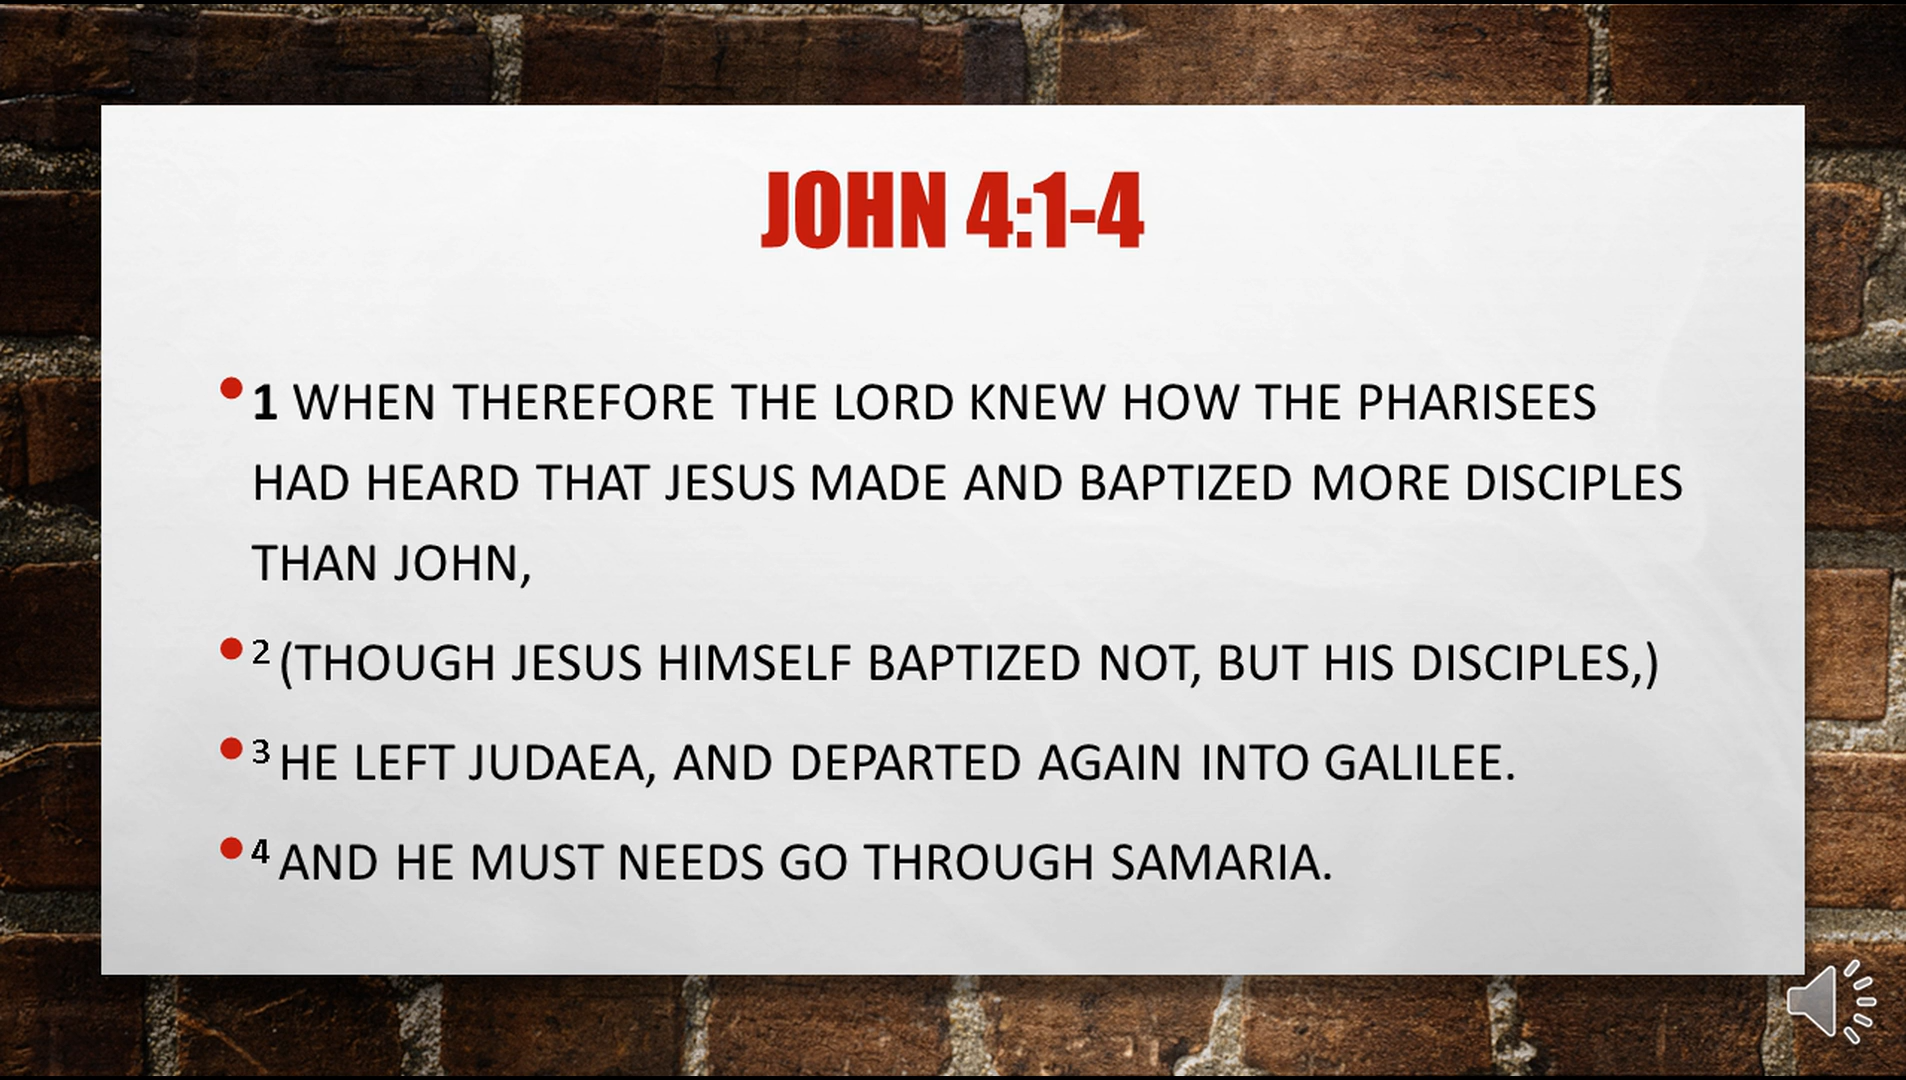 JOHN 4:1-4
• 1 WHEN THEREFORE THE LORD KNEW HOW THE PHARISEES
HAD HEARD THAT JESUS MADE AND BAPTIZED MORE DISCIPLES
THAN JOHN,
• 2 (THOUGH JESUS HIMSELF BAPTIZED NOT, BUT HIS DISCIPLES,)
• 3 HE LEFT JUDAEA, AND DEPARTED AGAIN INTO GALILEE.
• 4 AND HE MUST NEEDS GO THROUGH SAMARIA.